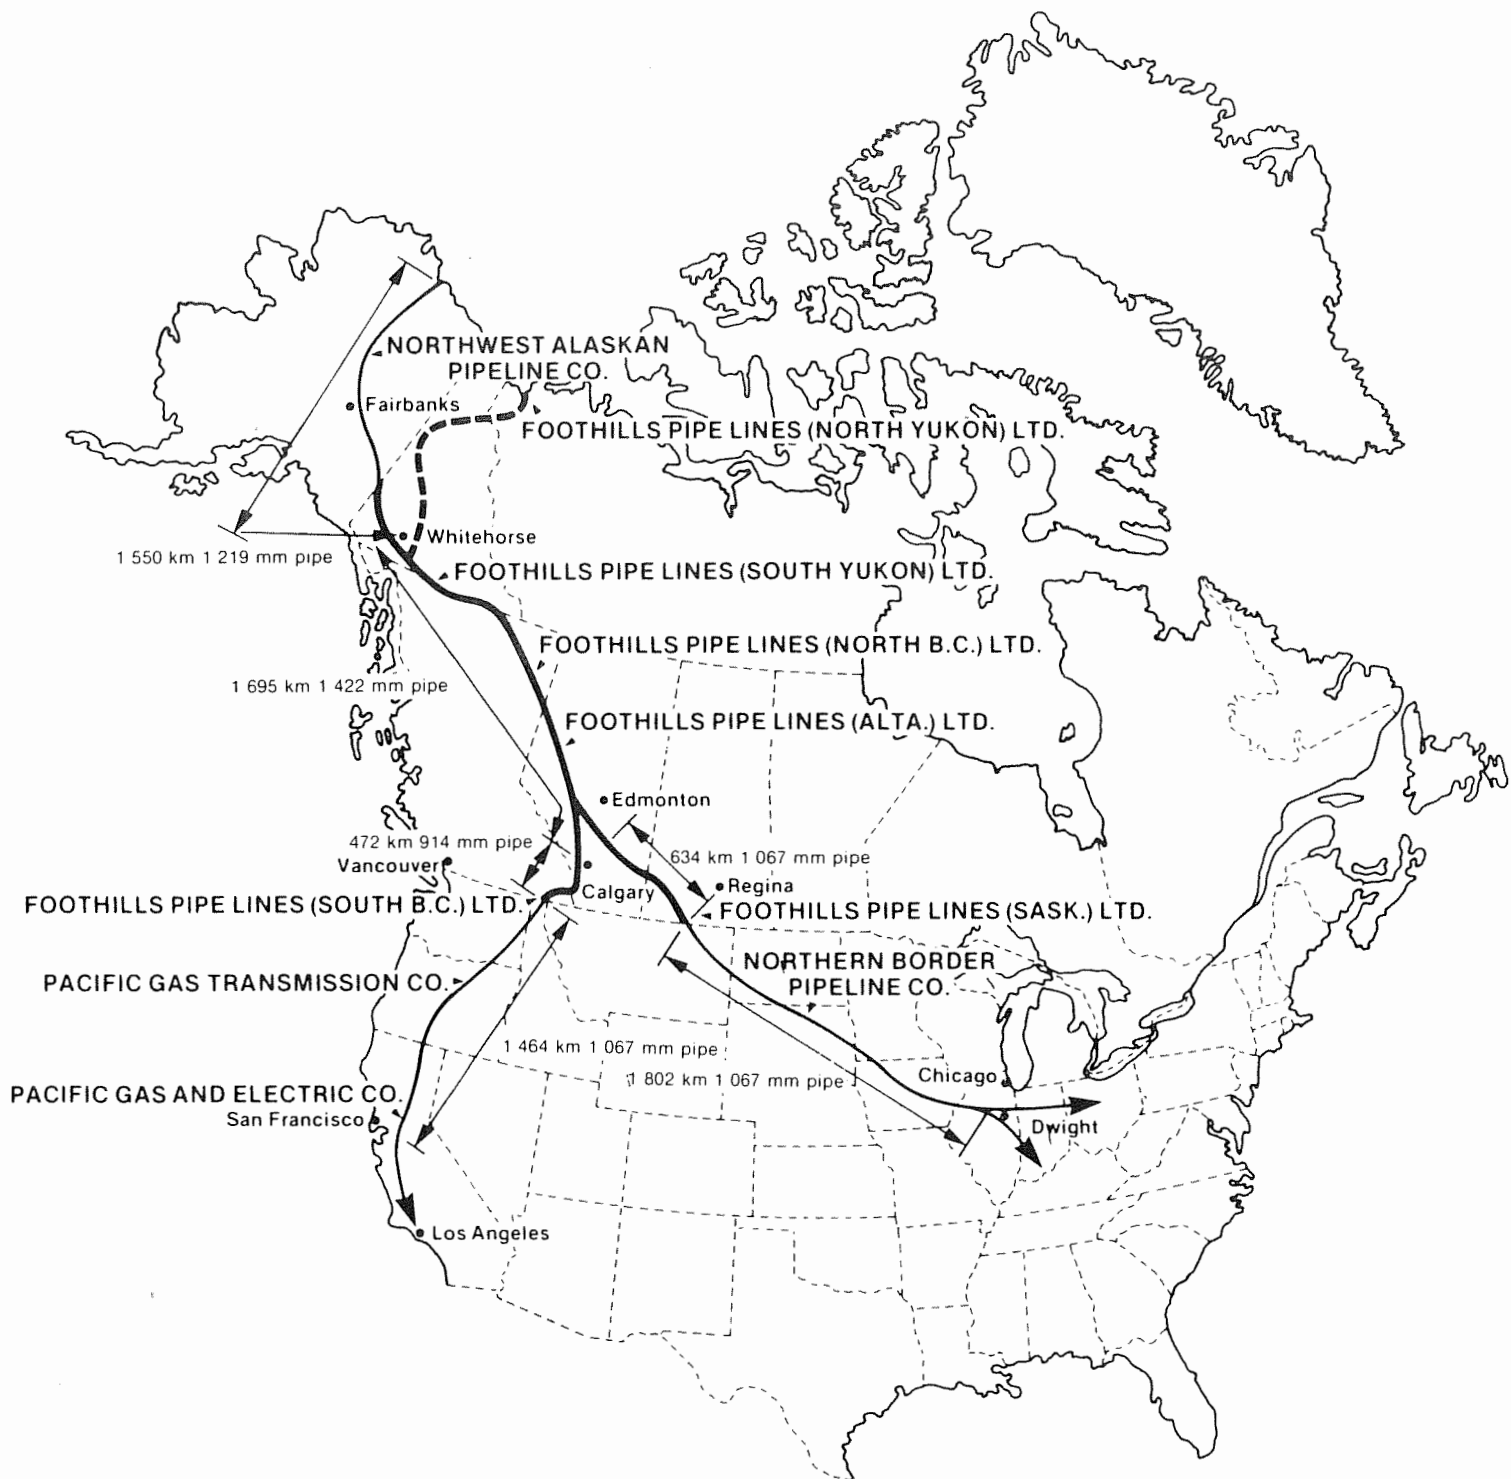 NORTHWEST ALASKAN
PIPELINE CO.
Fairbanks
FOOTHILLS PIPE LINES (NORTH YUKON) LTD.
Whitehorse
1 550 km 1 219 mm pipe
FOOTHILLS PIPE LINES (SOUTH YUKON) LTD.
FOOTHILLS PIPE LINES (NORTH B.C.) LTD.
1 695 km 1 422 mm pipe
FOOTHILLS PIPE LINES (ALTA.) LTD.
Edmonton
472 km 914 mm pipe
634 km 1 067 mm pipe
Vancouver
Calgary
Regina
FOOTHILLS PIPE LINES (SOUTH B.C.) LTD.
FOOTHILLS PIPE LINES (SASK.) LTD.
NORTHERN BORDER
PIPELINE CO.
PACIFIC GAS TRANSMISSION CO.
1 464 km 1 067 mm pipe
1 802 km 1 067 mm pipe
Chicago
PACIFIC GAS AND ELECTRIC CO.
San Francisco
Dwight
Los Angeles